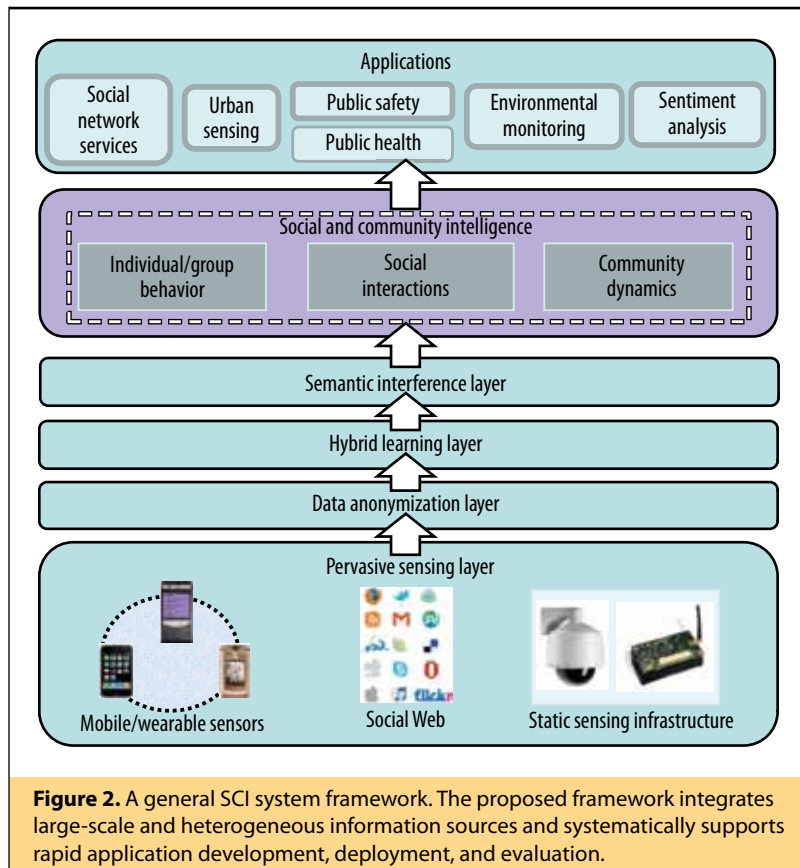 Applications
Social
network
services
Urban
sensing
Public safety
Public health
Environmental
monitoring
Sentiment
analysis
Social and community intelligence
Individual/group
behavior
Social
interactions
Community
dynamics
Semantic interference layer
Hybrid learning layer
Data anonymization layer
Pervasive sensing layer
flickr
Mobile/wearable sensors
Social Web
Static sensing infrastructure
Figure 2. A general SCI system framework. The proposed framework integrates
large-scale and heterogeneous information sources and systematically supports
rapid application development, deployment, and evaluation.